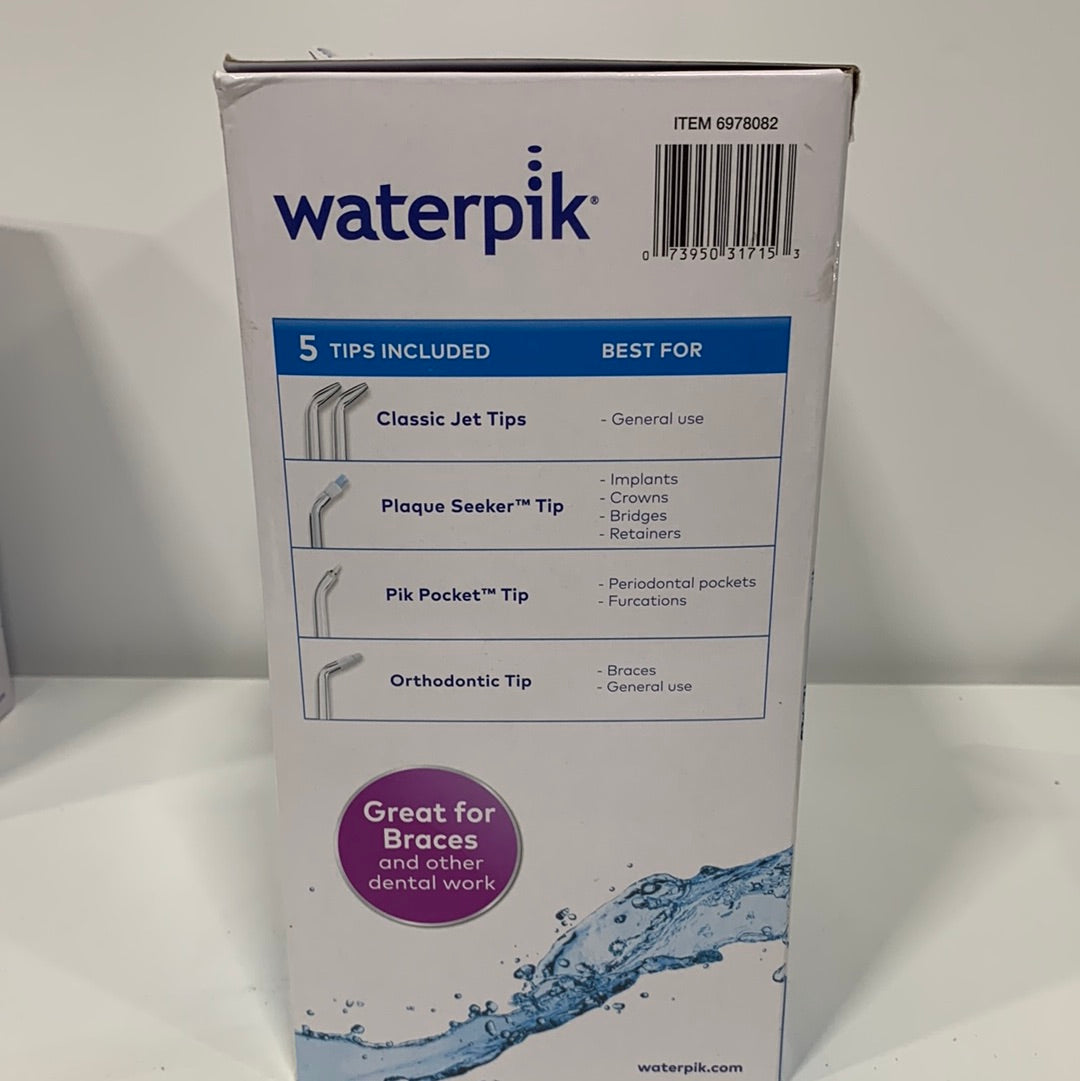 ITEM 6978082
waterpik®
0 73950 31715 3
5 TIPS INCLUDED BEST FOR
Classic Jet Tips - General use
Plaque Seeker™ Tip - Implants
- Crowns
- Bridges
- Retainers
Pik Pocket™ Tip - Periodontal pockets
- Furcations
Orthodontic Tip - Braces
- General use
Great for
Braces
and other
dental work
waterpik.com